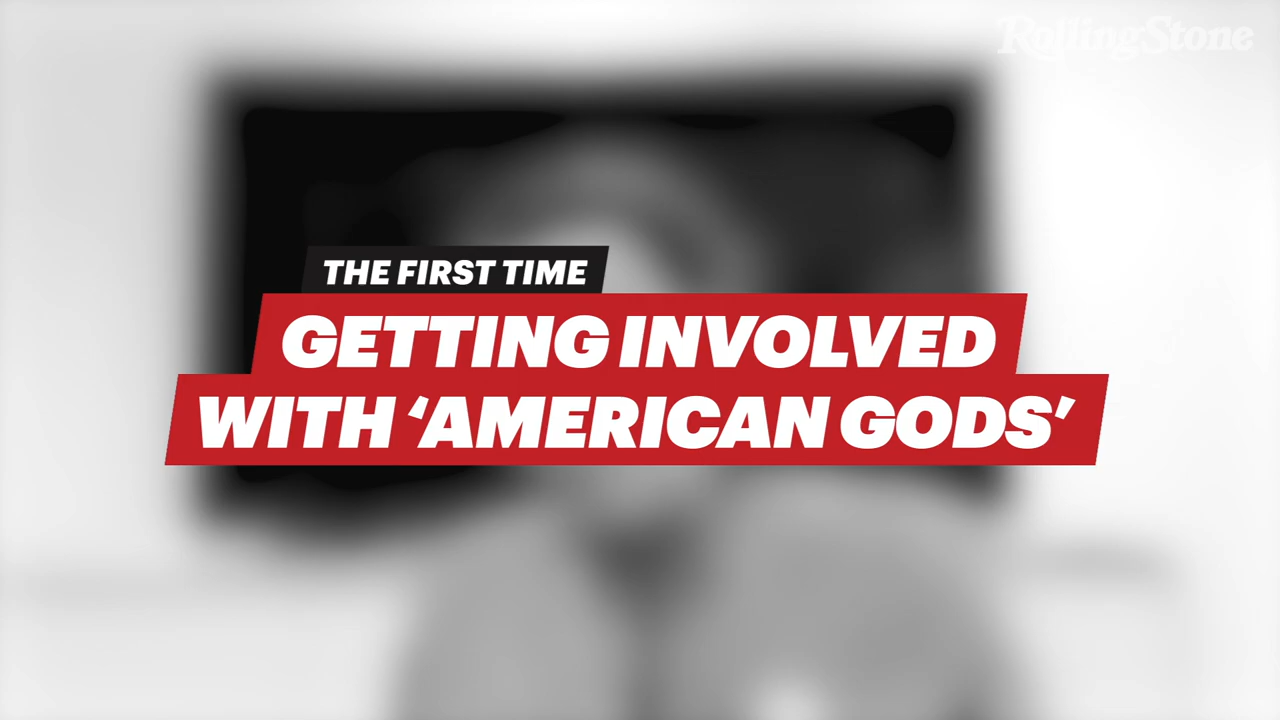 RollingStone
THE FIRST TIME
GETTING INVOLVED
WITH ‘AMERICAN GODS’